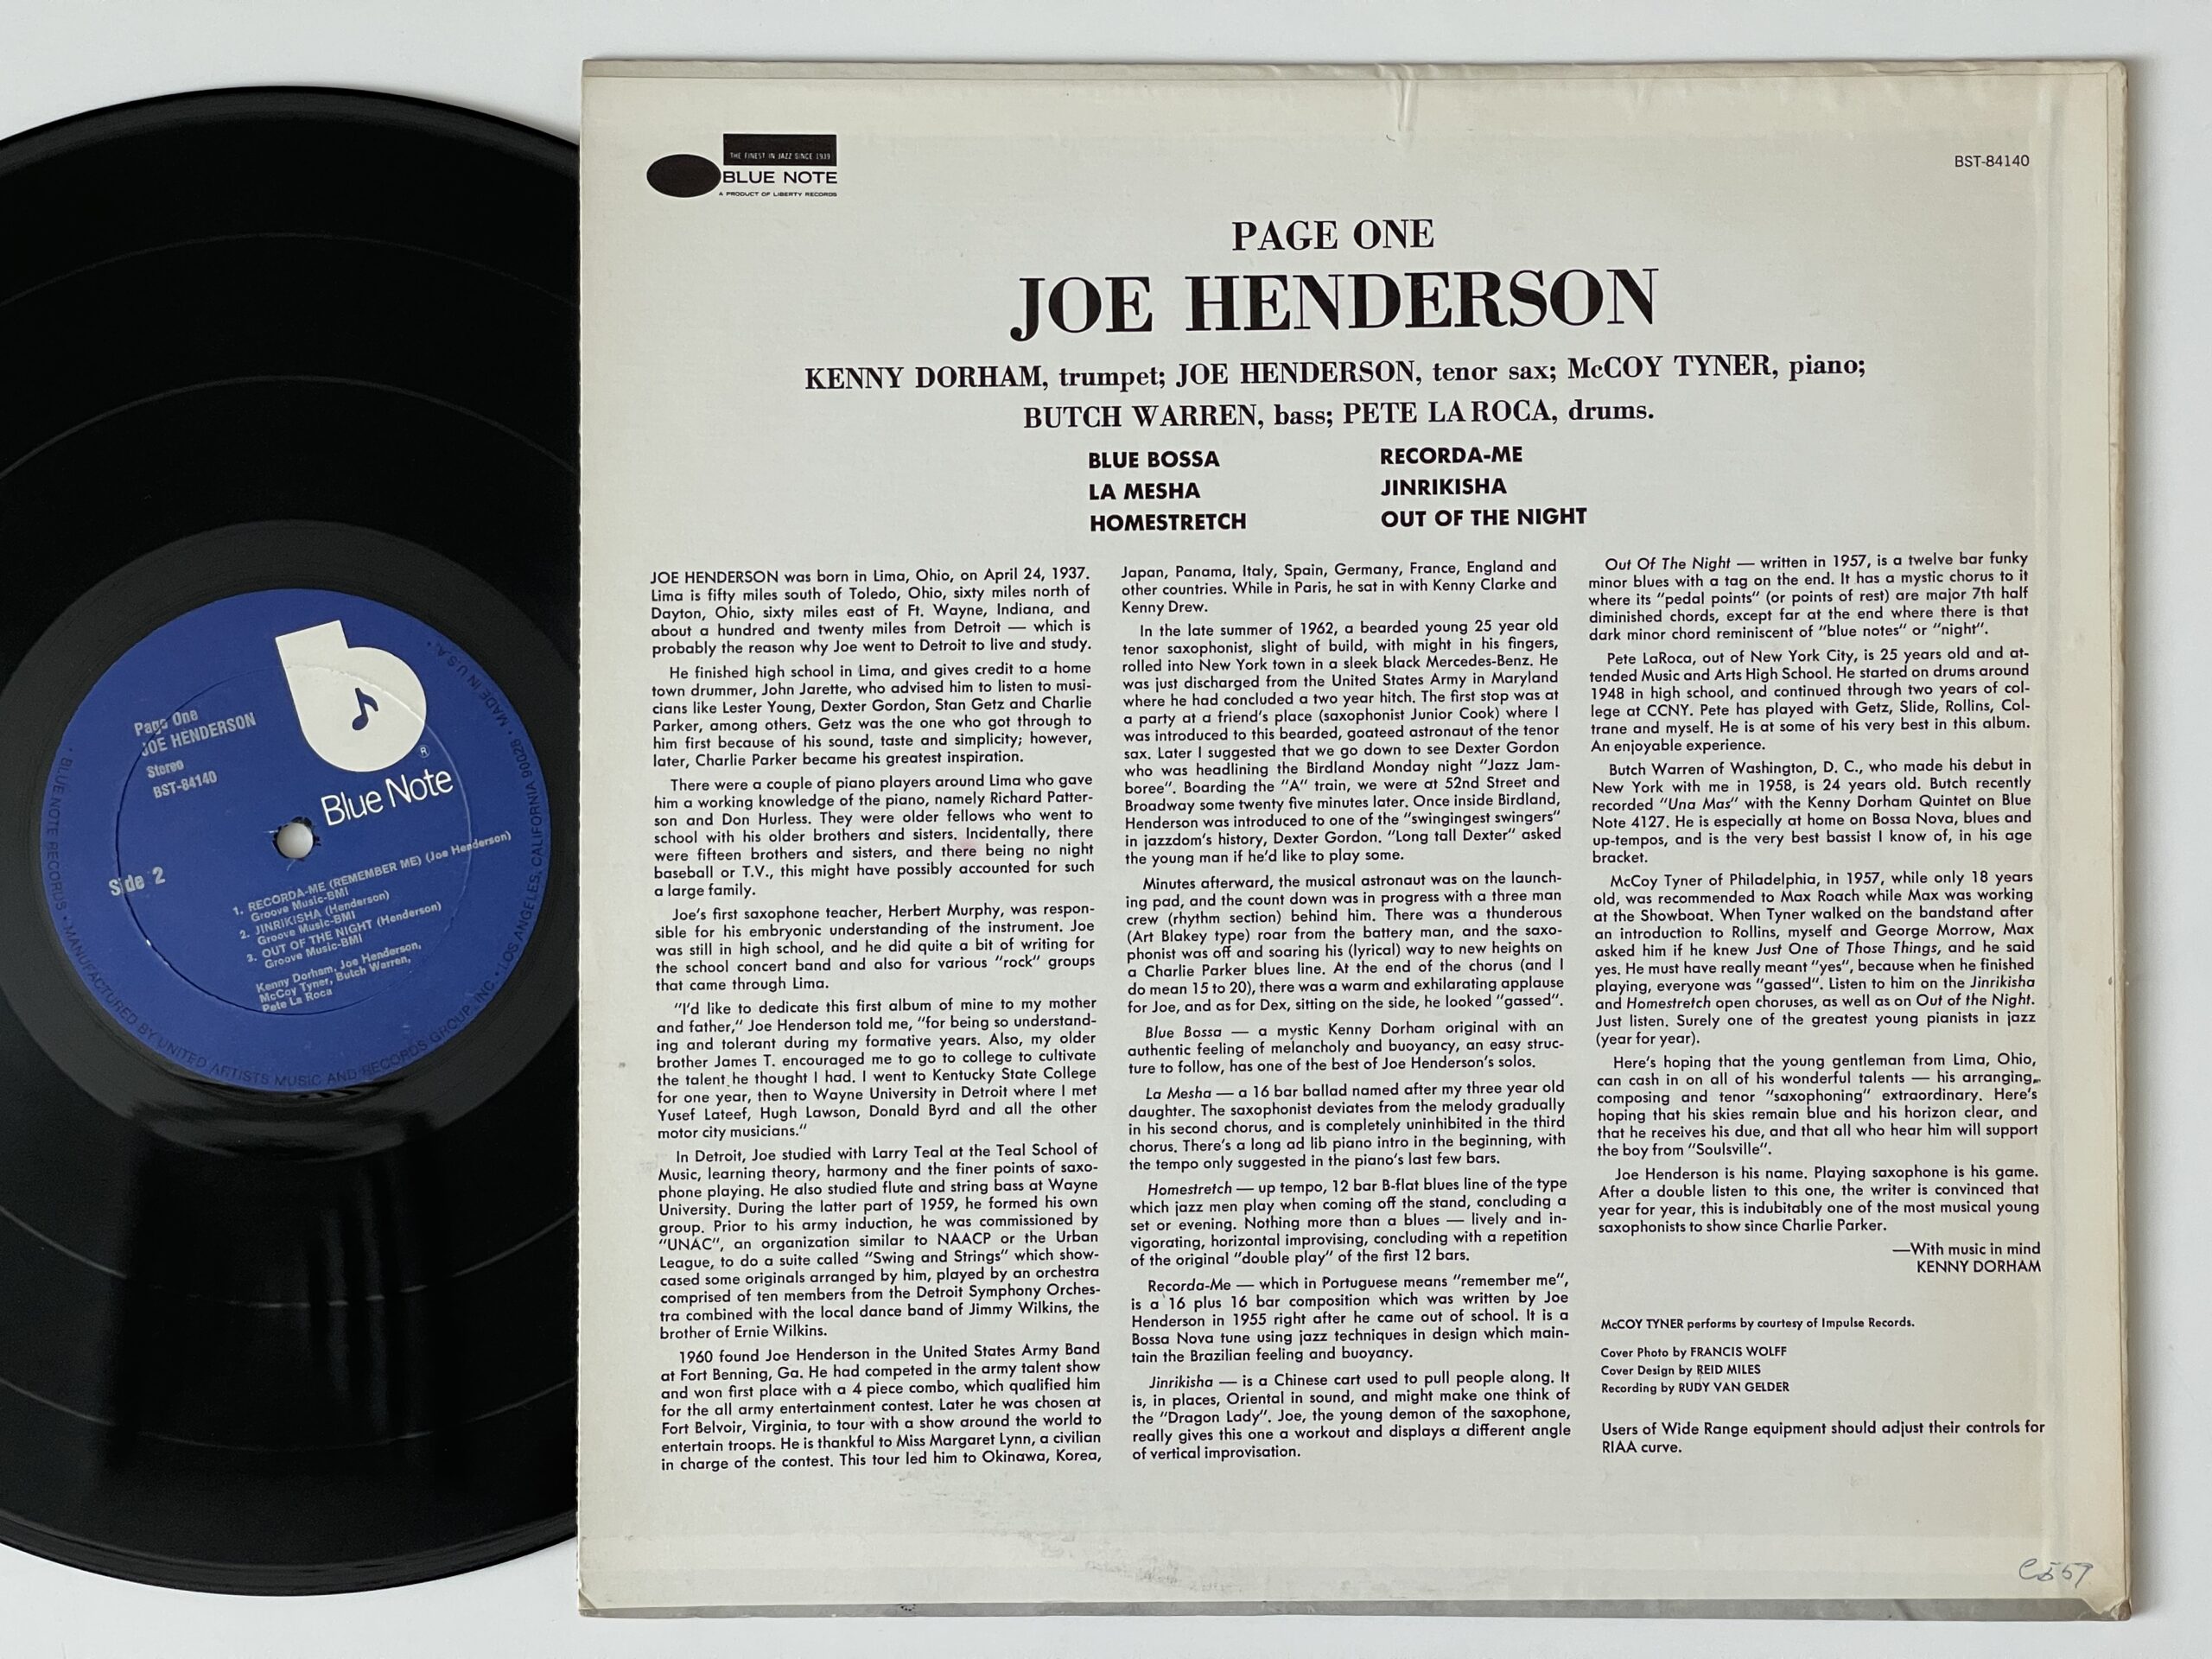 Page One
JOE HENDERSON
Stereo
BST-84140
®
Blue Note
Side 2
1. RECORDA-ME (REMEMBER ME) (Joe Henderson)
Groove Music-BMI
2. JINRIKISHA (Henderson)
Groove Music-BMI
3. OUT OF THE NIGHT (Henderson)
Groove Music-BMI
Kenny Dorham, Joe Henderson,
McCoy Tyner, Butch Warren,
Pete La Roca
• BLUE NOTE RECORDS • MANUFACTURED BY UNITED ARTISTS MUSIC AND RECORDS GROUP, INC. • LOS ANGELES, CALIFORNIA 90028 • MADE IN U.S.A. •
THE FINEST IN JAZZ SINCE 1939
BLUE NOTE
A PRODUCT OF LIBERTY RECORDS
BST-84140
PAGE ONE
JOE HENDERSON
KENNY DORHAM, trumpet; JOE HENDERSON, tenor sax; McCOY TYNER, piano;
BUTCH WARREN, bass; PETE LA ROCA, drums.
BLUE BOSSA
LA MESHA
HOMESTRETCH
RECORDA-ME
JINRIKISHA
OUT OF THE NIGHT
JOE HENDERSON was born in Lima, Ohio, on April 24, 1937.
Lima is fifty miles south of Toledo, Ohio, sixty miles north of
Dayton, Ohio, sixty miles east of Ft. Wayne, Indiana, and
about a hundred and twenty miles from Detroit — which is
probably the reason why Joe went to Detroit to live and study.
He finished high school in Lima, and gives credit to a home
town drummer, John Jarette, who advised him to listen to musi-
cians like Lester Young, Dexter Gordon, Stan Getz and Charlie
Parker, among others. Getz was the one who got through to
him first because of his sound, taste and simplicity; however,
later, Charlie Parker became his greatest inspiration.
There were a couple of piano players around Lima who gave
him a working knowledge of the piano, namely Richard Patter-
son and Don Hurless. They were older fellows who went to
school with his older brothers and sisters. Incidentally, there
were fifteen brothers and sisters, and there being no night
baseball or T.V., this might have possibly accounted for such
a large family.
Joe's first saxophone teacher, Herbert Murphy, was respon-
sible for his embryonic understanding of the instrument. Joe
was still in high school, and he did quite a bit of writing for
the school concert band and also for various "rock" groups
that came through Lima.
"I'd like to dedicate this first album of mine to my mother
and father," Joe Henderson told me, "for being so understand-
ing and tolerant during my formative years. Also, my older
brother James T. encouraged me to go to college to cultivate
the talent he thought I had. I went to Kentucky State College
for one year, then to Wayne University in Detroit where I met
Yusef Lateef, Hugh Lawson, Donald Byrd and all the other
motor city musicians."
In Detroit, Joe studied with Larry Teal at the Teal School of
Music, learning theory, harmony and the finer points of saxo-
phone playing. He also studied flute and string bass at Wayne
University. During the latter part of 1959, he formed his own
group. Prior to his army induction, he was commissioned by
"UNAC", an organization similar to NAACP or the Urban
League, to do a suite called "Swing and Strings" which show-
cased some originals arranged by him, played by an orchestra
comprised of ten members from the Detroit Symphony Orches-
tra combined with the local dance band of Jimmy Wilkins, the
brother of Ernie Wilkins.
1960 found Joe Henderson in the United States Army Band
at Fort Benning, Ga. He had competed in the army talent show
and won first place with a 4 piece combo, which qualified him
for the all army entertainment contest. Later he was chosen at
Fort Belvoir, Virginia, to tour with a show around the world to
entertain troops. He is thankful to Miss Margaret Lynn, a civilian
in charge of the contest. This tour led him to Okinawa, Korea,
Japan, Panama, Italy, Spain, Germany, France, England and
other countries. While in Paris, he sat in with Kenny Clarke and
Kenny Drew.
In the late summer of 1962, a bearded young 25 year old
tenor saxophonist, slight of build, with might in his fingers,
rolled into New York town in a sleek black Mercedes-Benz. He
was just discharged from the United States Army in Maryland
where he had concluded a two year hitch. The first stop was at
a party at a friend's place (saxophonist Junior Cook) where I
was introduced to this bearded, goateed astronaut of the tenor
sax. Later I suggested that we go down to see Dexter Gordon
who was headlining the Birdland Monday night "Jazz Jam-
boree". Boarding the "A" train, we were at 52nd Street and
Broadway some twenty five minutes later. Once inside Birdland,
Henderson was introduced to one of the "swingingest swingers"
in jazzdom's history, Dexter Gordon. "Long tall Dexter" asked
the young man if he'd like to play some.
Minutes afterward, the musical astronaut was on the launch-
ing pad, and the count down was in progress with a three man
crew (rhythm section) behind him. There was a thunderous
(Art Blakey type) roar from the battery man, and the saxo-
phonist was off and soaring his (lyrical) way to new heights on
a Charlie Parker blues line. At the end of the chorus (and I
do mean 15 to 20), there was a warm and exhilarating applause
for Joe, and as for Dex, sitting on the side, he looked "gassed".
Blue Bossa — a mystic Kenny Dorham original with an
authentic feeling of melancholy and buoyancy, an easy struc-
ture to follow, has one of the best of Joe Henderson's solos.
La Mesha — a 16 bar ballad named after my three year old
daughter. The saxophonist deviates from the melody gradually
in his second chorus, and is completely uninhibited in the third
chorus. There's a long ad lib piano intro in the beginning, with
the tempo only suggested in the piano's last few bars.
Homestretch — up tempo, 12 bar B-flat blues line of the type
which jazz men play when coming off the stand, concluding a
set or evening. Nothing more than a blues — lively and in-
vigorating, horizontal improvising, concluding with a repetition
of the original "double play" of the first 12 bars.
Recorda-Me — which in Portuguese means "remember me",
is a 16 plus 16 bar composition which was written by Joe
Henderson in 1955 right after he came out of school. It is a
Bossa Nova tune using jazz techniques in design which main-
tain the Brazilian feeling and buoyancy.
Jinrikisha — is a Chinese cart used to pull people along. It
is, in places, Oriental in sound, and might make one think of
the "Dragon Lady". Joe, the young demon of the saxophone,
really gives this one a workout and displays a different angle
of vertical improvisation.
Out Of The Night — written in 1957, is a twelve bar funky
minor blues with a tag on the end. It has a mystic chorus to it
where its "pedal points" (or points of rest) are major 7th half
diminished chords, except far at the end where there is that
dark minor chord reminiscent of "blue notes" or "night".
Pete LaRoca, out of New York City, is 25 years old and at-
tended Music and Arts High School. He started on drums around
1948 in high school, and continued through two years of col-
lege at CCNY. Pete has played with Getz, Slide, Rollins, Col-
trane and myself. He is at some of his very best in this album.
An enjoyable experience.
Butch Warren of Washington, D. C., who made his debut in
New York with me in 1958, is 24 years old. Butch recently
recorded "Una Mas" with the Kenny Dorham Quintet on Blue
Note 4127. He is especially at home on Bossa Nova, blues and
up-tempos, and is the very best bassist I know of, in his age
bracket.
McCoy Tyner of Philadelphia, in 1957, while only 18 years
old, was recommended to Max Roach while Max was working
at the Showboat. When Tyner walked on the bandstand after
an introduction to Rollins, myself and George Morrow, Max
asked him if he knew Just One of Those Things, and he said
yes. He must have really meant "yes", because when he finished
playing, everyone was "gassed". Listen to him on the Jinrikisha
and Homestretch open choruses, as well as on Out of the Night.
Just listen. Surely one of the greatest young pianists in jazz
(year for year).
Here's hoping that the young gentleman from Lima, Ohio,
can cash in on all of his wonderful talents — his arranging,
composing and tenor "saxophoning" extraordinary. Here's
hoping that his skies remain blue and his horizon clear, and
that he receives his due, and that all who hear him will support
the boy from "Soulsville".
Joe Henderson is his name. Playing saxophone is his game.
After a double listen to this one, the writer is convinced that
year for year, this is indubitably one of the most musical young
saxophonists to show since Charlie Parker.
—With music in mind
KENNY DORHAM
McCOY TYNER performs by courtesy of Impulse Records.
Cover Photo by FRANCIS WOLFF
Cover Design by REID MILES
Recording by RUDY VAN GELDER
Users of Wide Range equipment should adjust their controls for
RIAA curve.